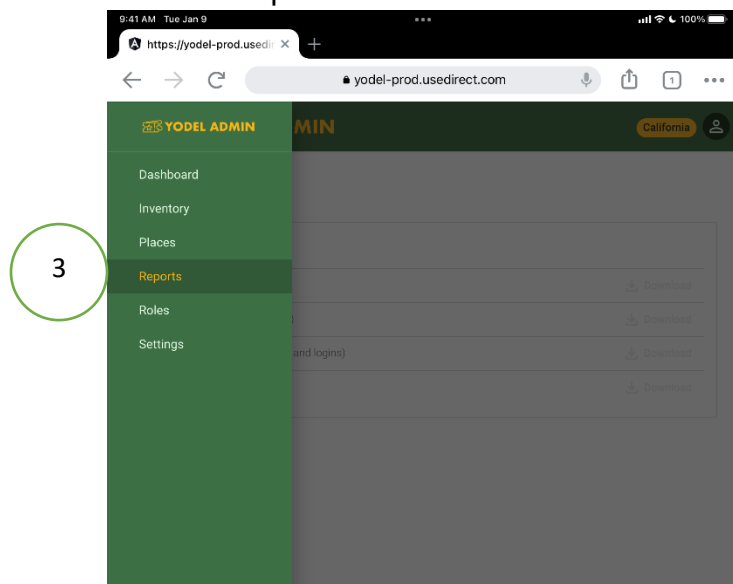 9:41 AM Tue Jan 9
100%
https://yodel-prod.usedir
yodel-prod.usedirect.com
1
YODEL ADMIN
MIN
California
Dashboard
Inventory
Places
3
Reports
Download
Roles
Download
Settings
and logins)
Download
Download